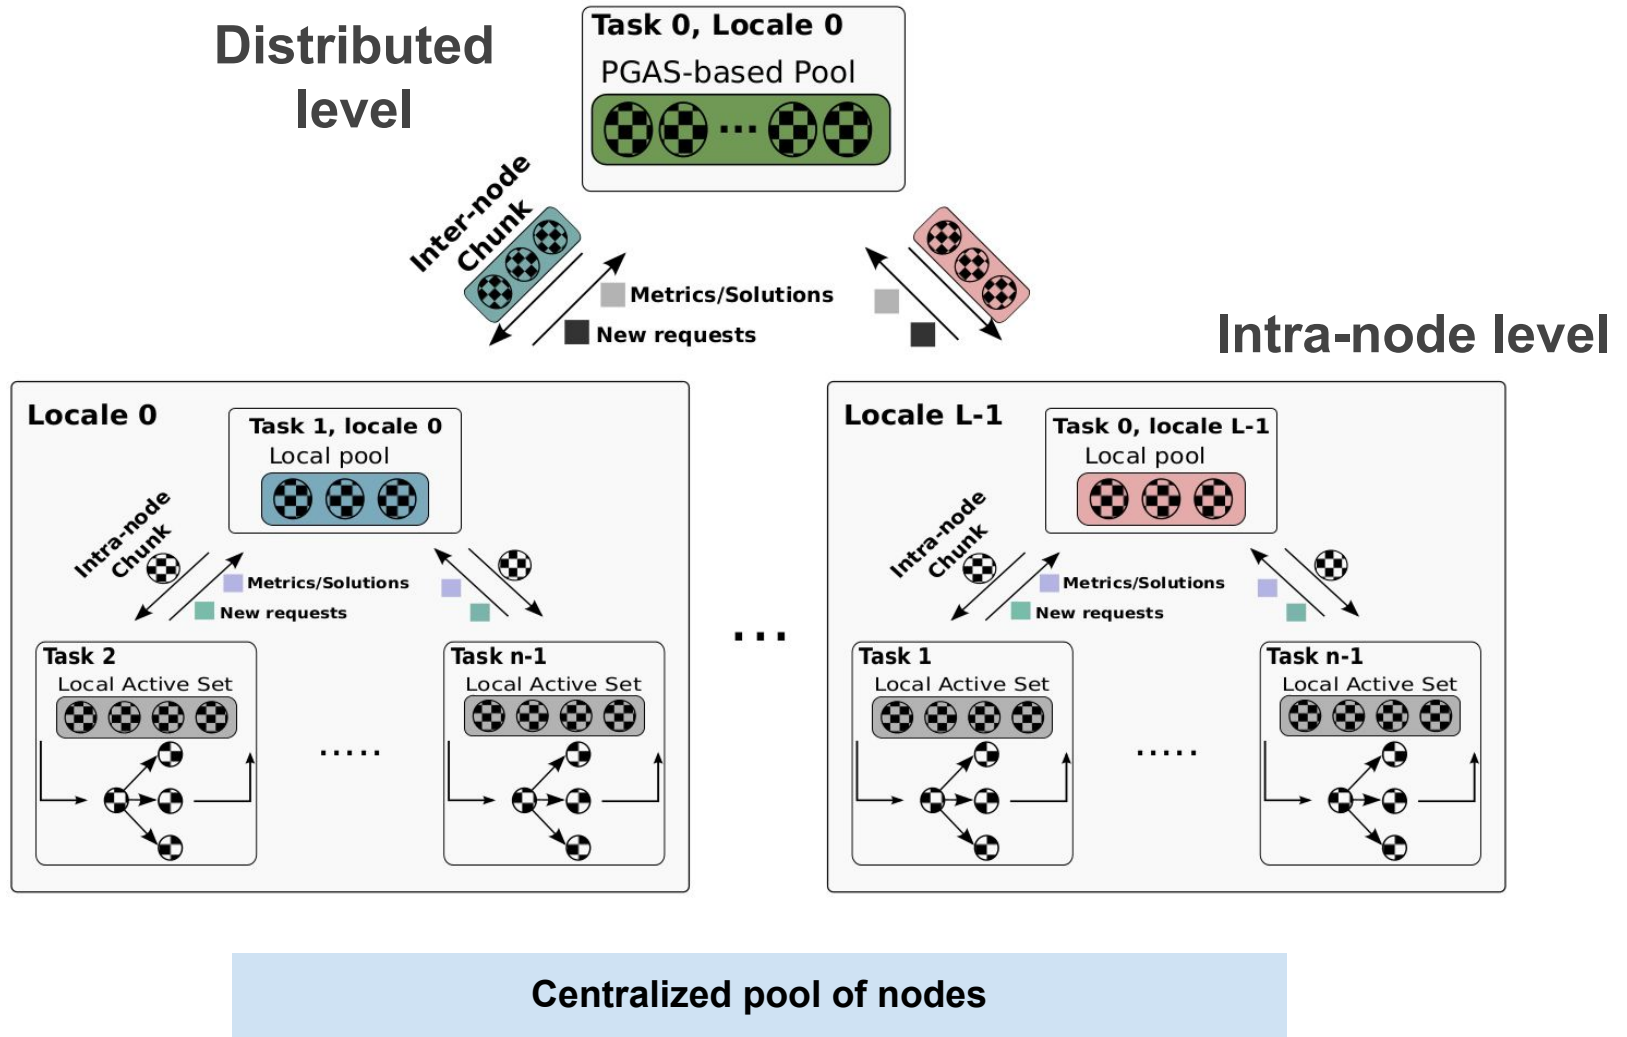 Distributed
level
Task 0, Locale 0
PGAS-based Pool
...
Inter-node
Chunk
Metrics/Solutions
New requests
Intra-node level
Locale 0
Task 1, locale 0
Local pool
Intra-node
Chunk
Metrics/Solutions
New requests
Task 2
Local Active Set
.....
Task n-1
Local Active Set
...
Locale L-1
Task 0, locale L-1
Local pool
Intra-node
Chunk
Metrics/Solutions
New requests
Task 1
Local Active Set
.....
Task n-1
Local Active Set
Centralized pool of nodes